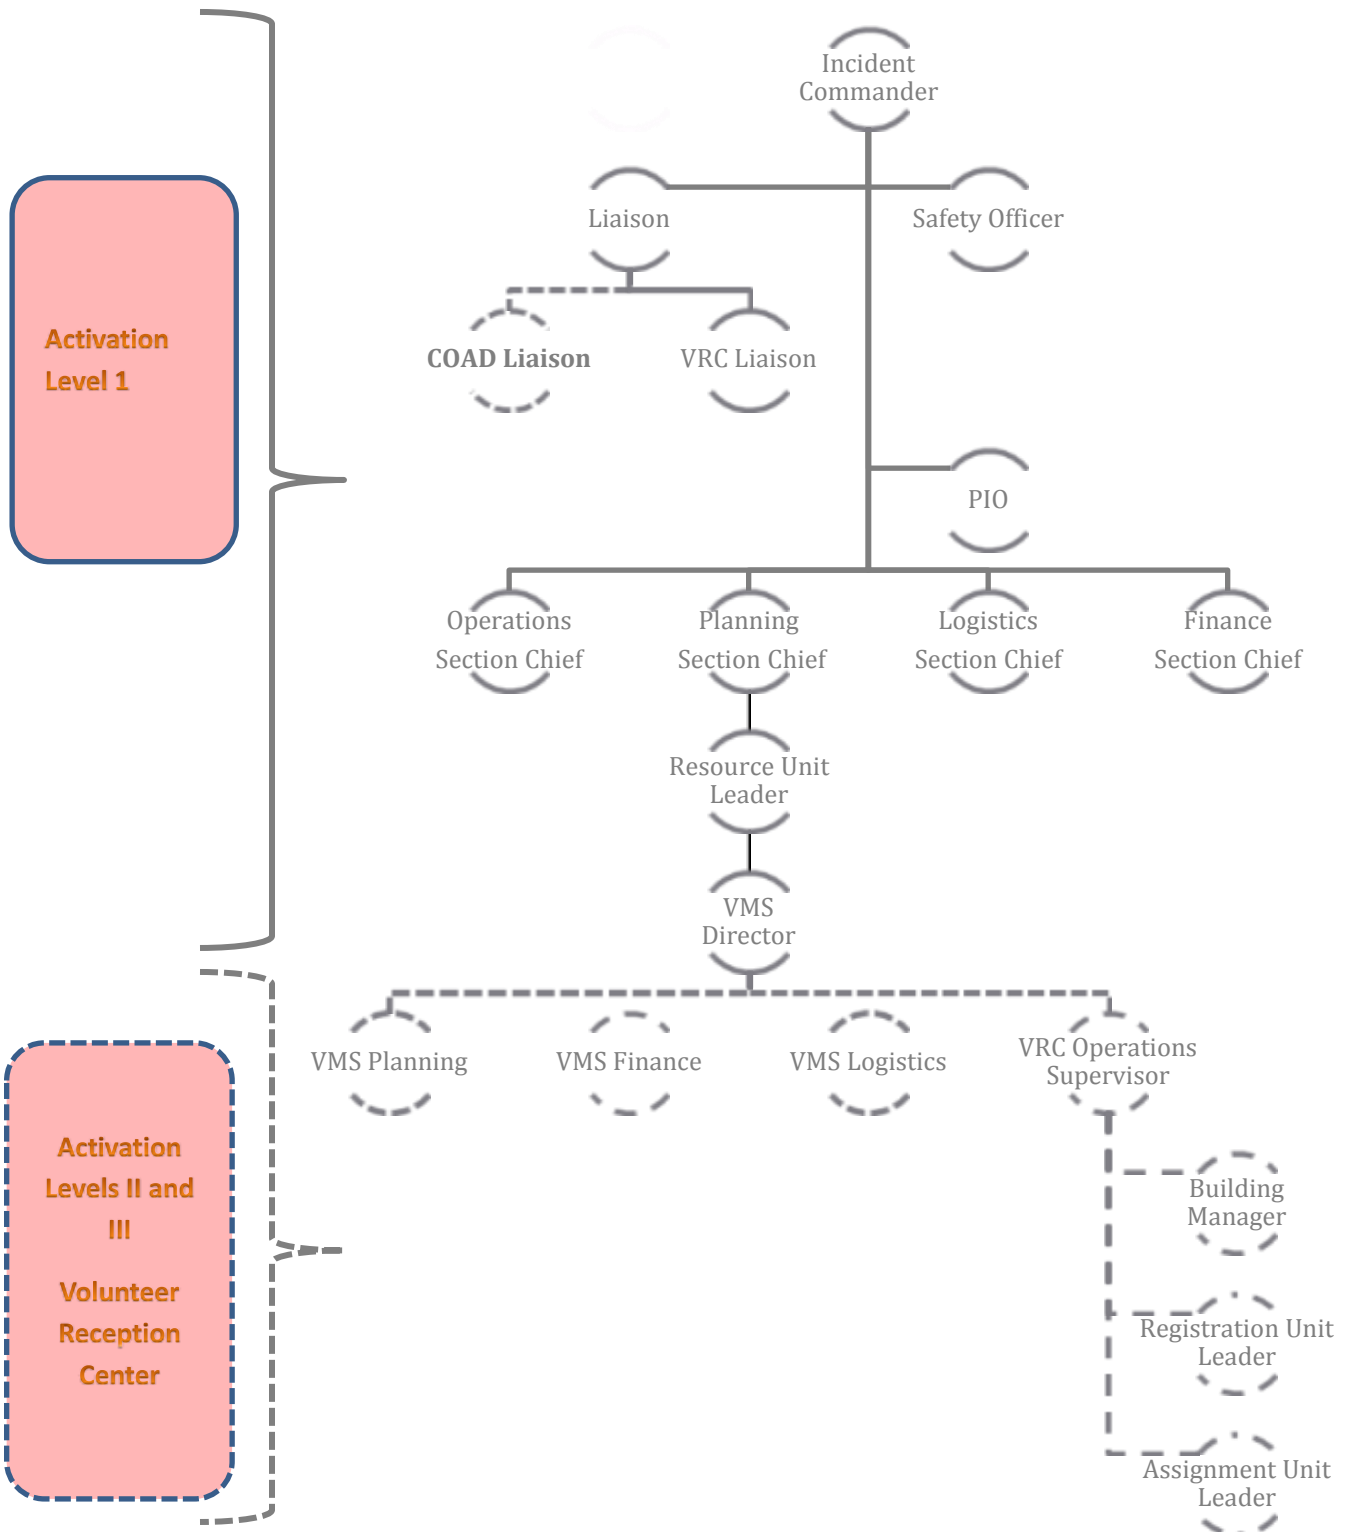 Incident
Commander
Liaison
Safety Officer
Activation
Level 1
COAD Liaison
VRC Liaison
PIO
Operations
Section Chief
Planning
Section Chief
Logistics
Section Chief
Finance
Section Chief
Resource Unit
Leader
VMS
Director
Activation
Levels II and
III
Volunteer
Reception
Center
VMS Planning
VMS Finance
VMS Logistics
VRC Operations
Supervisor
Building
Manager
Registration Unit
Leader
Assignment Unit
Leader